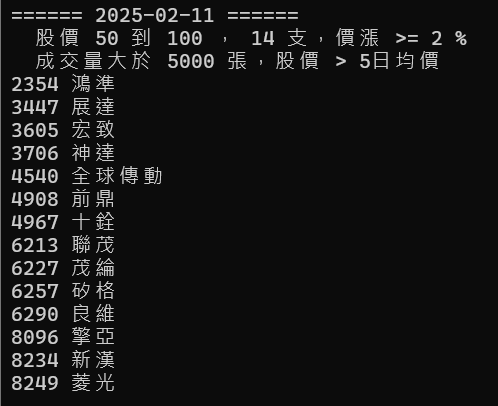 ====== 2025-02-11 ======
股價 50 到 100 ， 14 支，價漲 >= 2 %
成交量大於 5000 張，股價 > 5日均價
2354 鴻準
3447 展達
3605 宏致
3706 神達
4540 全球傳動
4908 前鼎
4967 十銓
6213 聯茂
6227 茂綸
6257 矽格
6290 良維
8096 擎亞
8234 新漢
8249 菱光